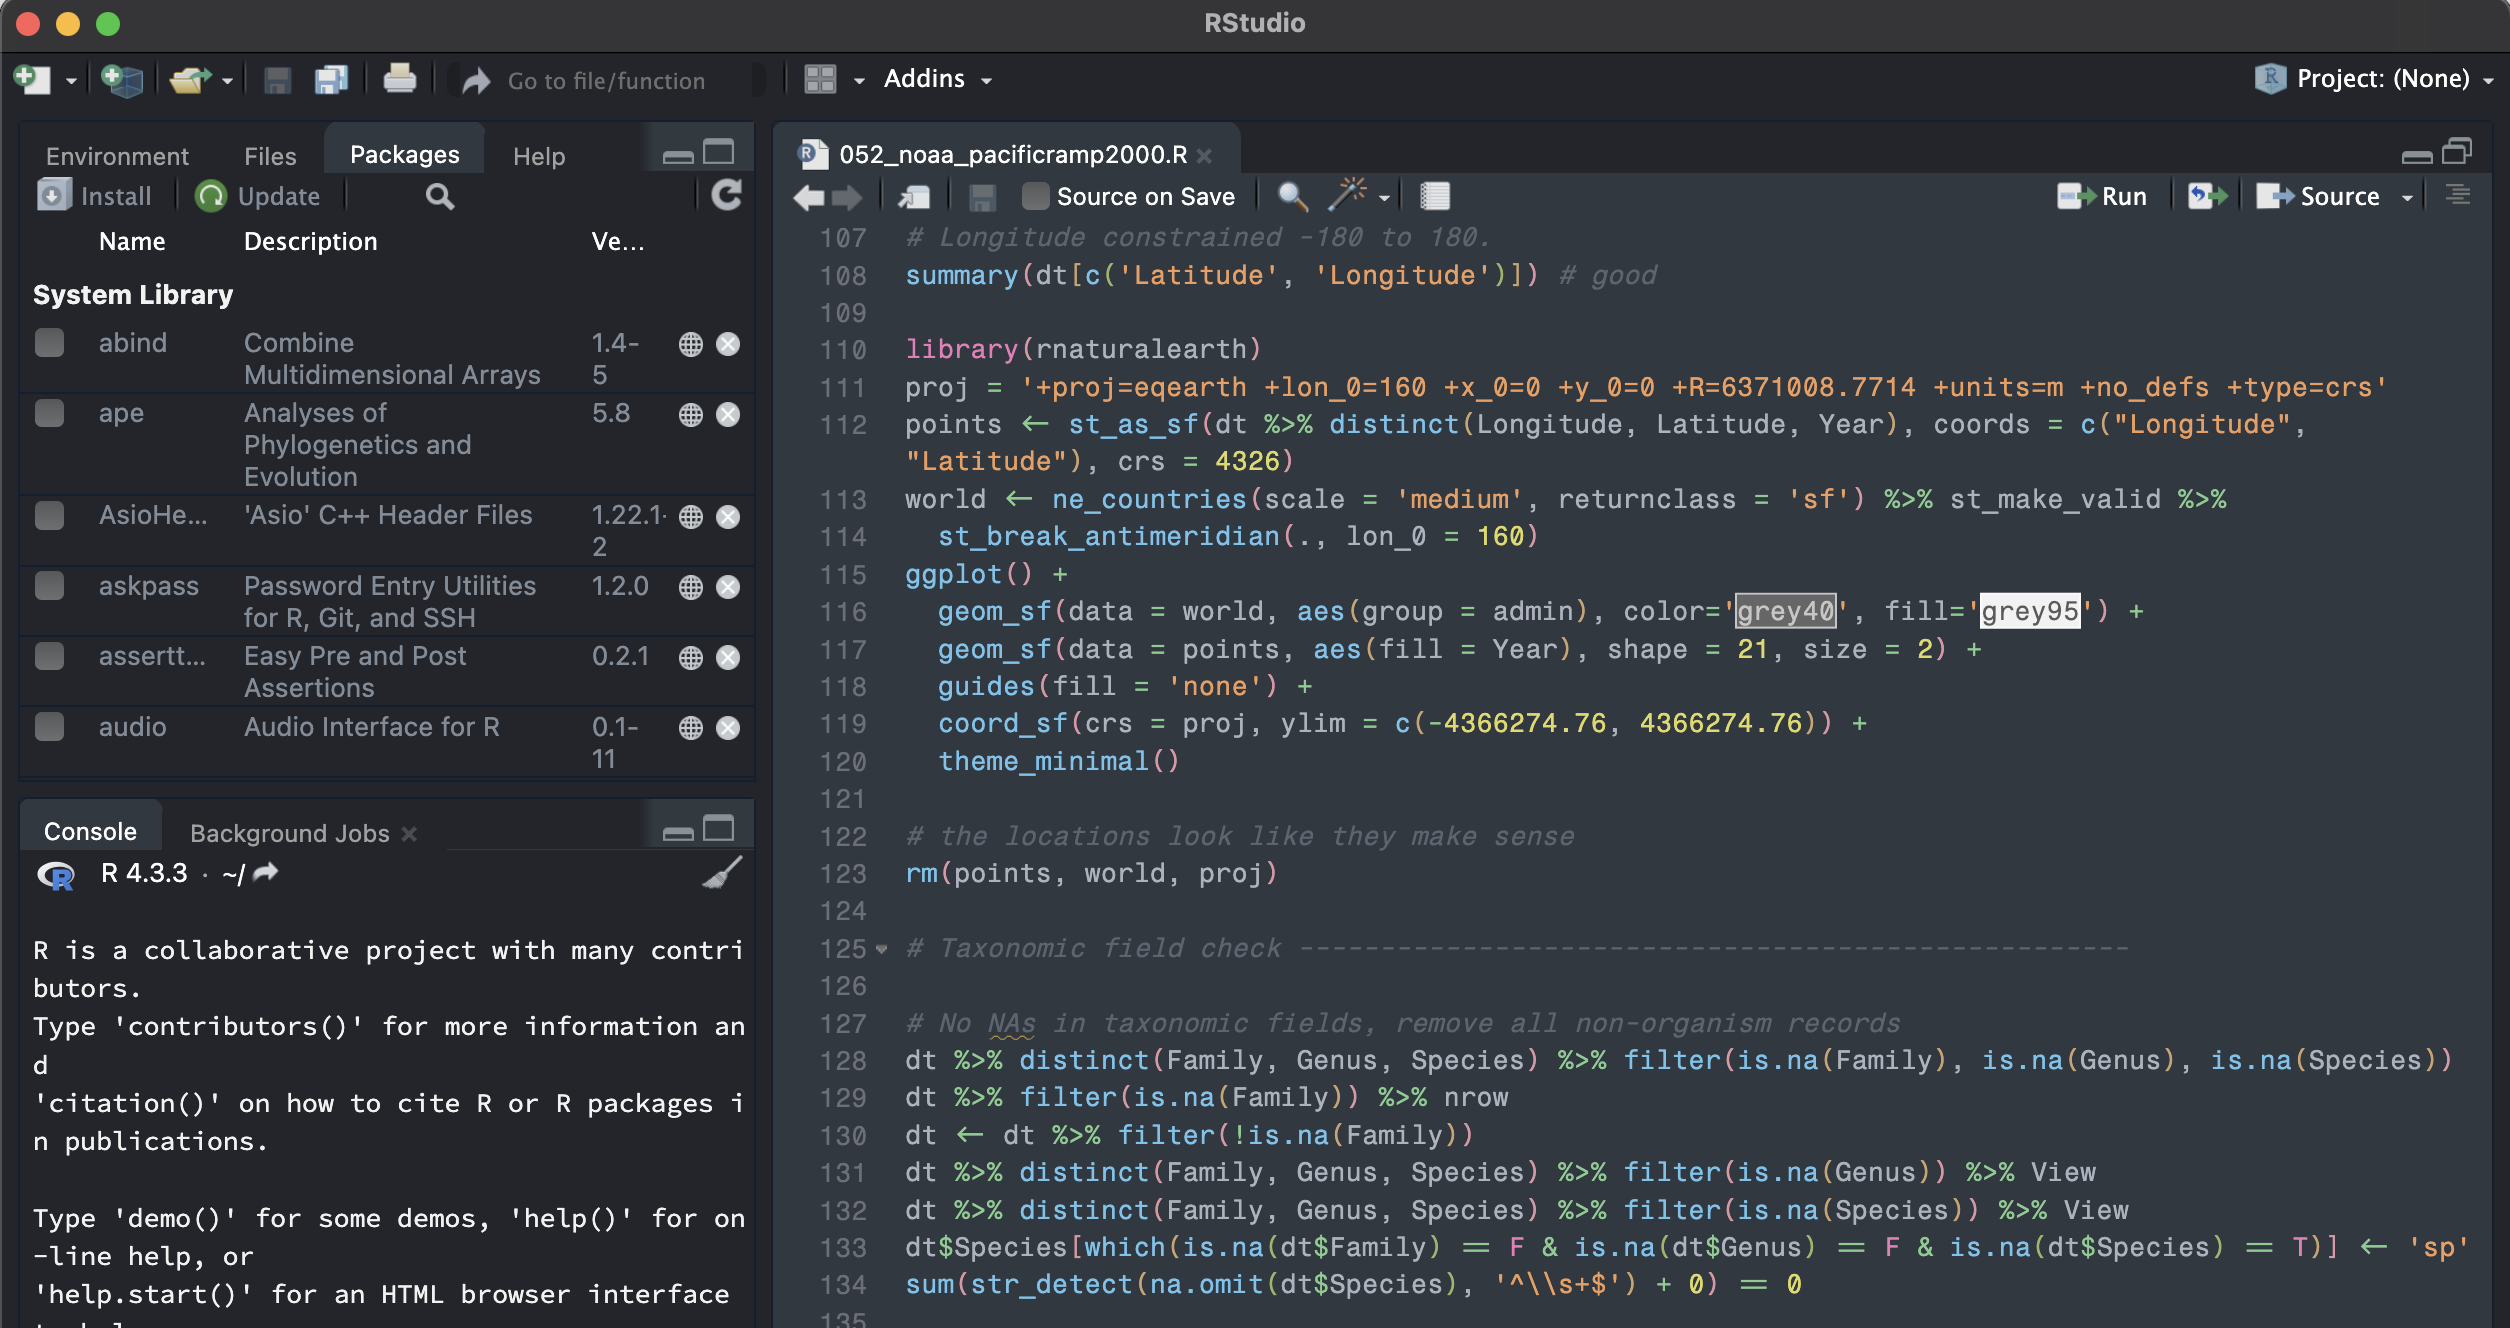 RStudio
Go to file/function
Addins
Project: (None)
Environment
Files
Packages
Help
Install
Update
Name Description Ve...
System Library
abind Combine 1.4-
Multidimensional Arrays 5
ape Analyses of 5.8
Phylogenetics and
Evolution
AsioHe... 'Asio' C++ Header Files 1.22.1-
2
askpass Password Entry Utilities 1.2.0
for R, Git, and SSH
assertt... Easy Pre and Post 0.2.1
Assertions
audio Audio Interface for R 0.1-
11
Console
Background Jobs
R 4.3.3 · ~/
R is a collaborative project with many contri
butors.
Type 'contributors()' for more information an
d
'citation()' on how to cite R or R packages i
n publications.
Type 'demo()' for some demos, 'help()' for on
-line help, or
'help.start()' for an HTML browser interface
052_noaa_pacificramp2000.R
Source on Save
Run
Source
107 # Longitude constrained -180 to 180.
108 summary(dt[c('Latitude', 'Longitude')]) # good
109
110 library(rnaturalearth)
111 proj = '+proj=eqearth +lon_0=160 +x_0=0 +y_0=0 +R=6371008.7714 +units=m +no_defs +type=crs'
112 points <- st_as_sf(dt %>% distinct(Longitude, Latitude, Year), coords = c("Longitude",
"Latitude"), crs = 4326)
113 world <- ne_countries(scale = 'medium', returnclass = 'sf') %>% st_make_valid %>%
114 st_break_antimeridian(., lon_0 = 160)
115 ggplot() +
116 geom_sf(data = world, aes(group = admin), color='grey40', fill='grey95') +
117 geom_sf(data = points, aes(fill = Year), shape = 21, size = 2) +
118 guides(fill = 'none') +
119 coord_sf(crs = proj, ylim = c(-4366274.76, 4366274.76)) +
120 theme_minimal()
121
122 # the locations look like they make sense
123 rm(points, world, proj)
124
125 # Taxonomic field check ---------------------------------------------------
126
127 # No NAs in taxonomic fields, remove all non-organism records
128 dt %>% distinct(Family, Genus, Species) %>% filter(is.na(Family), is.na(Genus), is.na(Species))
129 dt %>% filter(is.na(Family)) %>% nrow
130 dt <- dt %>% filter(!is.na(Family))
131 dt %>% distinct(Family, Genus, Species) %>% filter(is.na(Genus)) %>% View
132 dt %>% distinct(Family, Genus, Species) %>% filter(is.na(Species)) %>% View
133 dt$Species[which(is.na(dt$Family) == F & is.na(dt$Genus) == F & is.na(dt$Species) == T)] <- 'sp'
134 sum(str_detect(na.omit(dt$Species), '^\\s+$') + 0) == 0
135